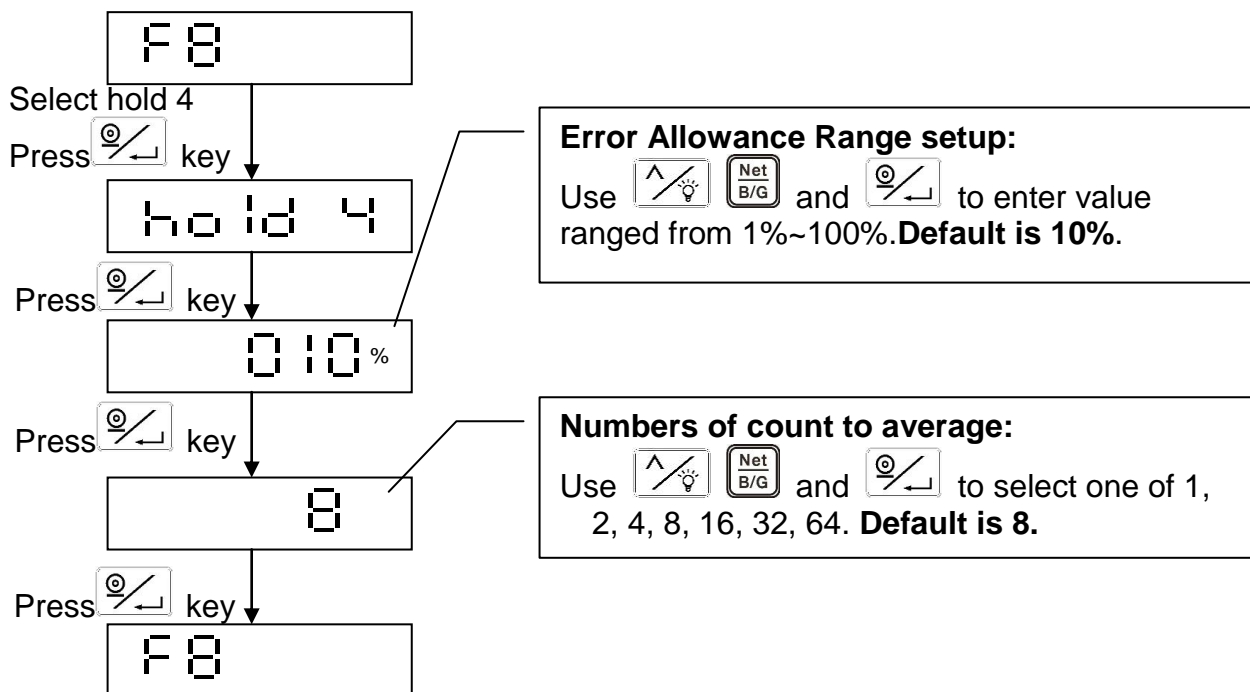 F8
Select hold 4
Press key
hold 4
Press key
010 %
Press key
8
Press key
F8
Error Allowance Range setup:
Use Net B/G and to enter value
ranged from 1%~100%.Default is 10%.
Numbers of count to average:
Use Net B/G and to select one of 1,
2, 4, 8, 16, 32, 64. Default is 8.